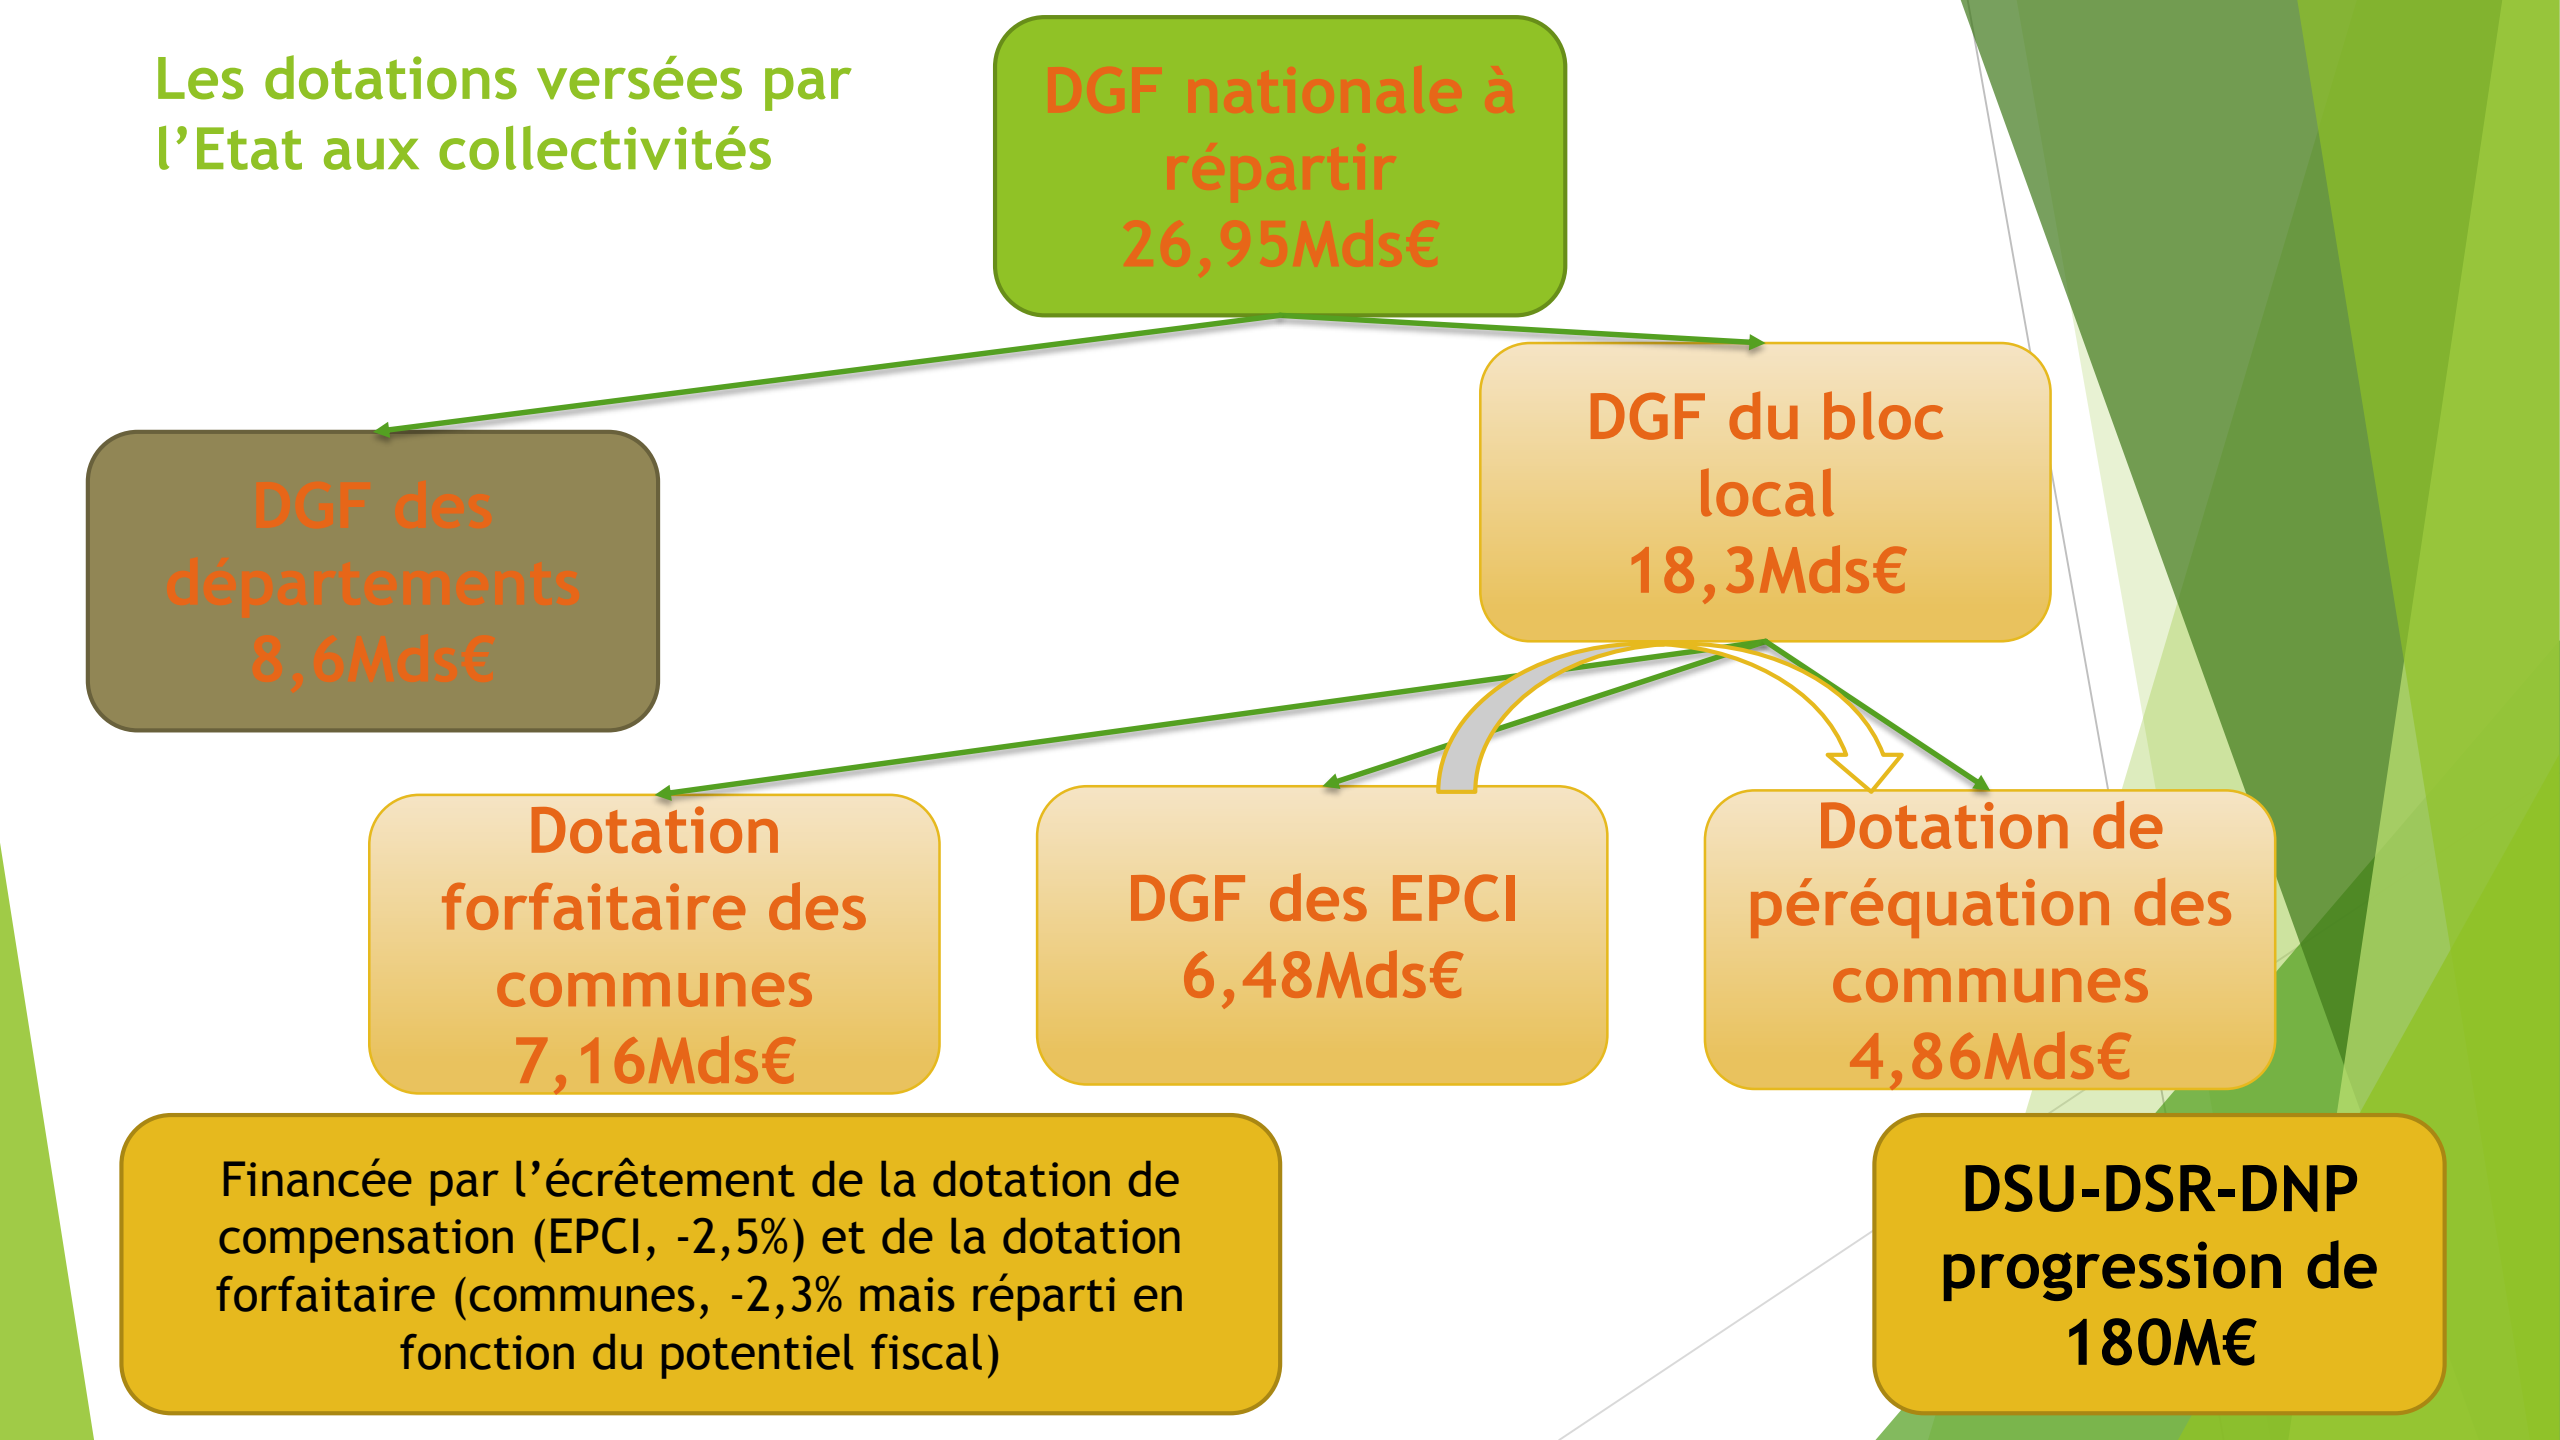 Les dotations versées par
l’Etat aux collectivités
DGF nationale à
répartir
26,95Mds€
DGF du bloc
local
18,3Mds€
DGF des
départements
8,6Mds€
Dotation
forfaitaire des
communes
7,16Mds€
DGF des EPCI
6,48Mds€
Dotation de
péréquation des
communes
4,86Mds€
Financée par l’écrêtement de la dotation de
compensation (EPCI, -2,5%) et de la dotation
forfaitaire (communes, -2,3% mais réparti en
fonction du potentiel fiscal)
DSU-DSR-DNP
progression de
180M€